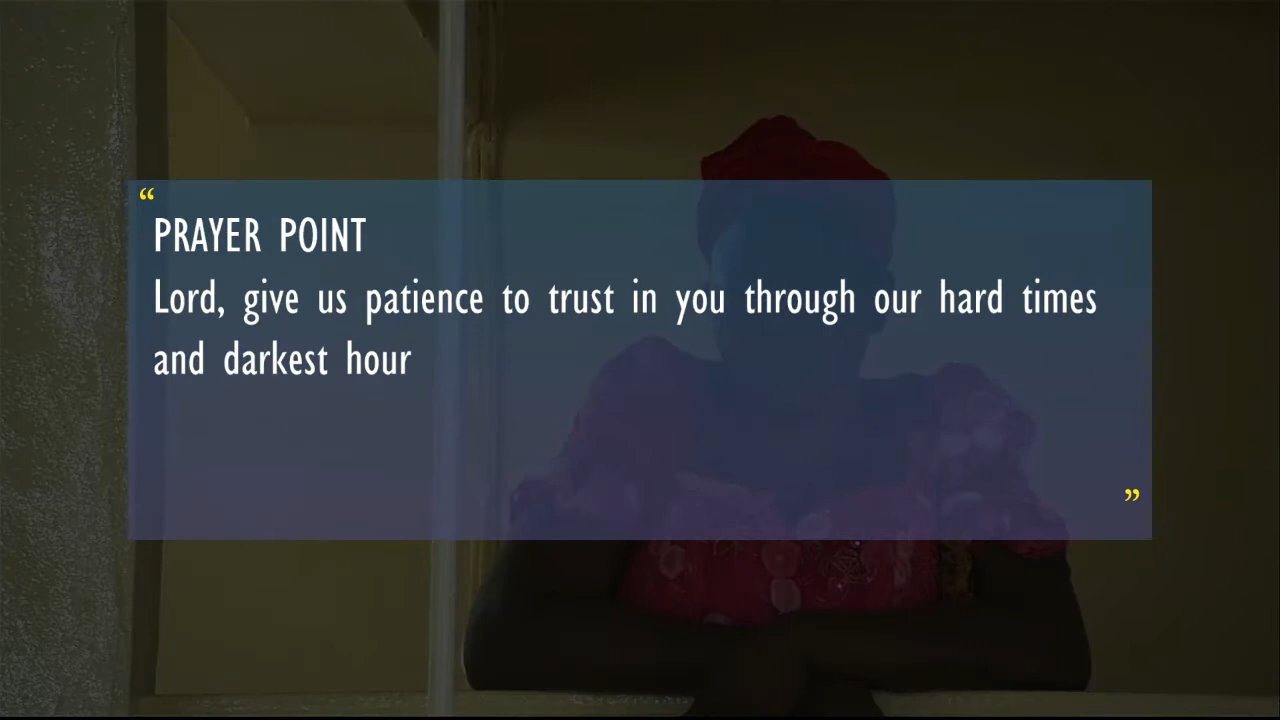 “
PRAYER POINT
Lord, give us patience to trust in you through our hard times
and darkest hour
”